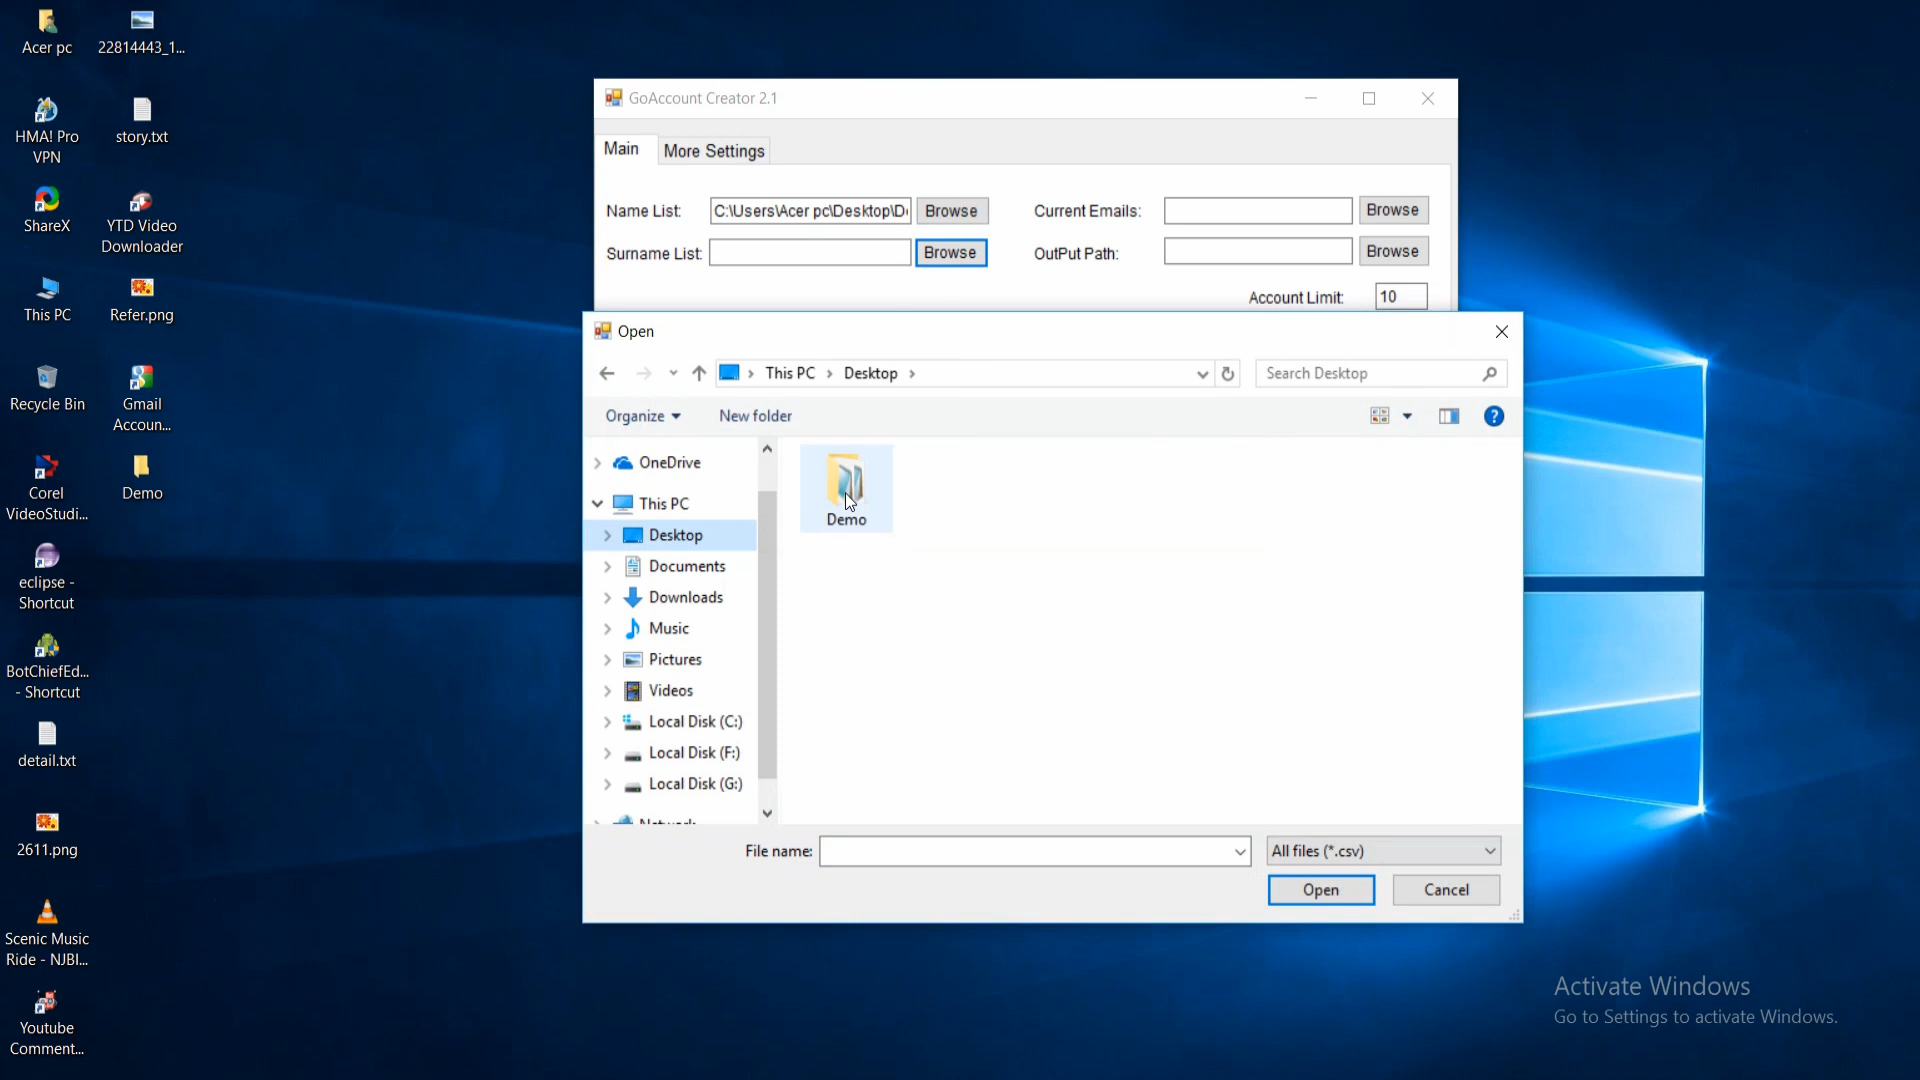 Acer pc
22814443_1...
HMA! Pro
VPN
story.txt
ShareX
YTD Video
Downloader
This PC
Refer.png
Recycle Bin
Gmail
Accoun...
Corel
VideoStudi...
Demo
eclipse -
Shortcut
BotChiefEd...
- Shortcut
detail.txt
2611.png
Scenic Music
Ride - NJBI...
Youtube
Comment...
GoAccount Creator 2.1
Main
More Settings
Name List:
C:\Users\Acer pc\Desktop\D
Browse
Current Emails:
Browse
Surname List:
Browse
OutPut Path:
Browse
Account Limit:
10
Open
This PC
Desktop
Search Desktop
Organize
New folder
OneDrive
This PC
Desktop
Documents
Downloads
Music
Pictures
Videos
Local Disk (C:)
Local Disk (F:)
Local Disk (G:)
Network
Demo
File name:
All files (*.csv)
Open
Cancel
Activate Windows
Go to Settings to activate Windows.